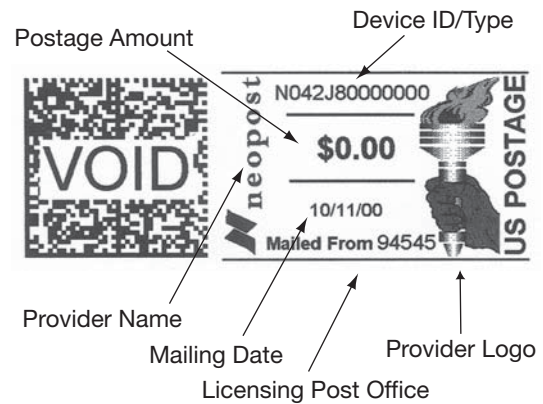 Device ID/Type
Postage Amount
VOID
neopost
N042J80000000
$0.00
10/11/00
Mailed From 94545
US POSTAGE
Provider Name
Mailing Date
Provider Logo
Licensing Post Office